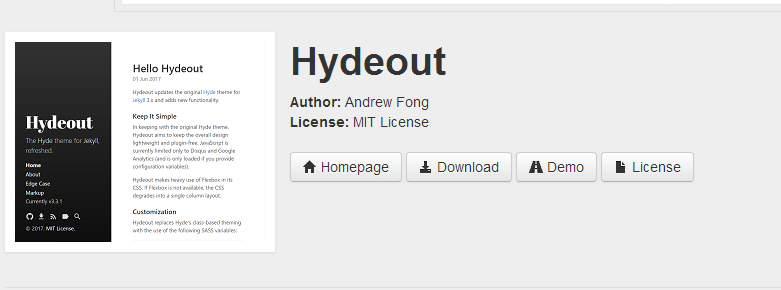 Hydeout
The Hyde theme for Jekyll,
refreshed.
Home
About
Edge Case
Markup
Currently v3.3.1
© 2017. MIT License.
Hello Hydeout
01 Jun 2017
Hydeout updates the original Hyde theme for
Jekyll 3.x and adds new functionality.
Keep It Simple
In keeping with the original Hyde theme,
Hydeout aims to keep the overall design
lightweight and plugin-free. JavaScript is
currently limited only to Disqus and Google
Analytics (and is only loaded if you provide
configuration variables).
Hydeout makes heavy use of Flexbox in its
CSS. If Flexbox is not available, the CSS
degrades into a single column layout.
Customization
Hydeout replaces Hyde's class-based theming
with the use of the following SASS variables:
Hydeout
Author: Andrew Fong
License: MIT License
Homepage
Download
Demo
License